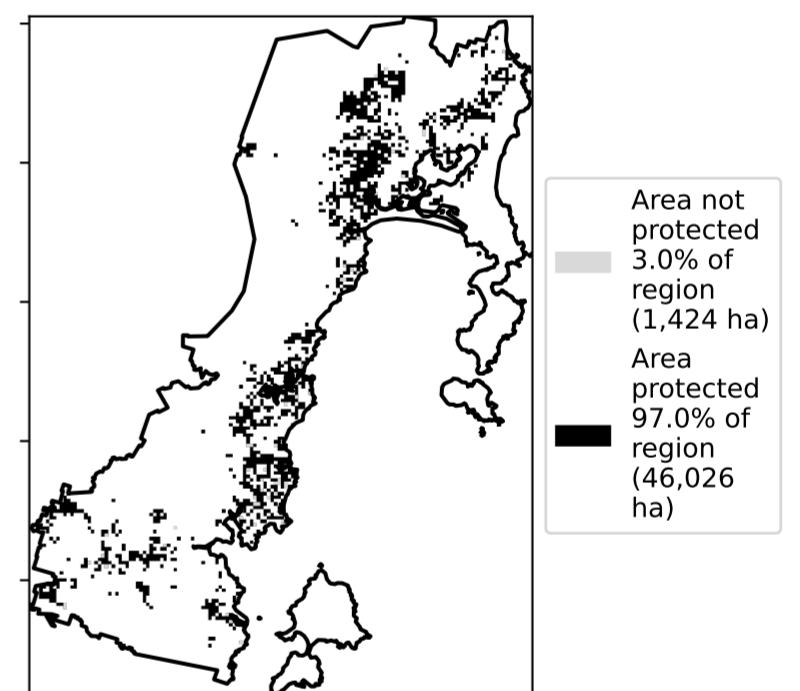 Area not
protected
3.0% of
region
(1,424 ha)
Area
protected
97.0% of
region
(46,026
ha)